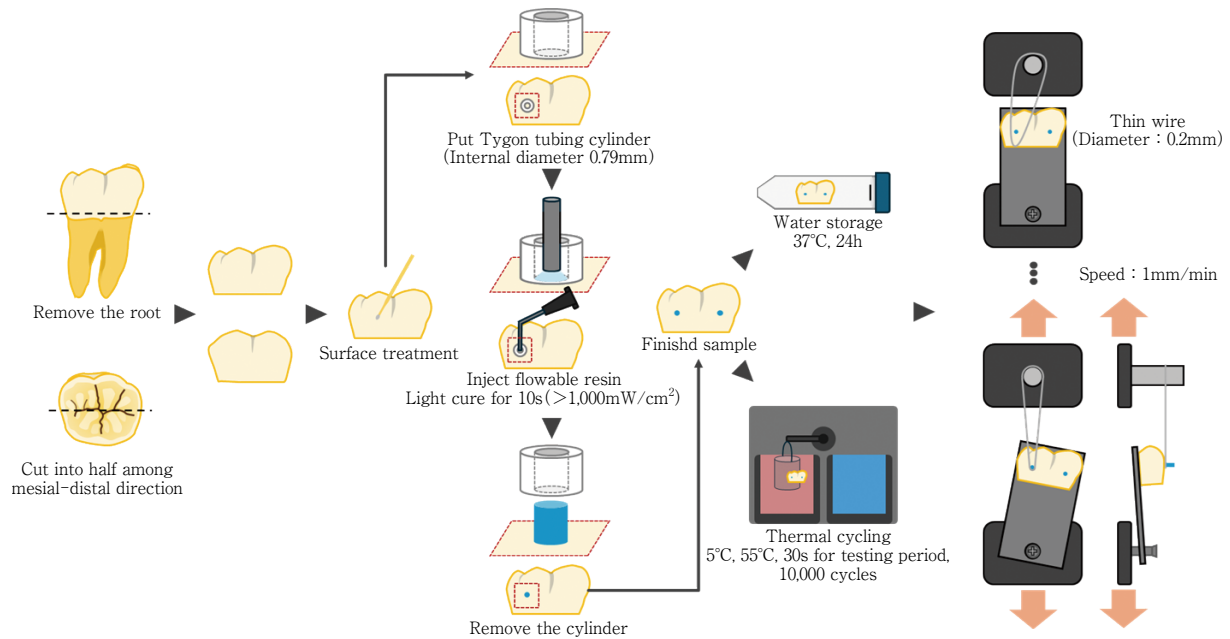 Remove the root
Cut into half among
mesial-distal direction
Surface treatment
Put Tygon tubing cylinder
(Internal diameter 0.79mm)
Inject flowable resin
Light cure for 10s(>1,000mW/cm²)
Remove the cylinder
Finishd sample
Water storage
37℃, 24h
Thermal cycling
5℃, 55℃, 30s for testing period,
10,000 cycles
Thin wire
(Diameter : 0.2mm)
Speed : 1mm/min